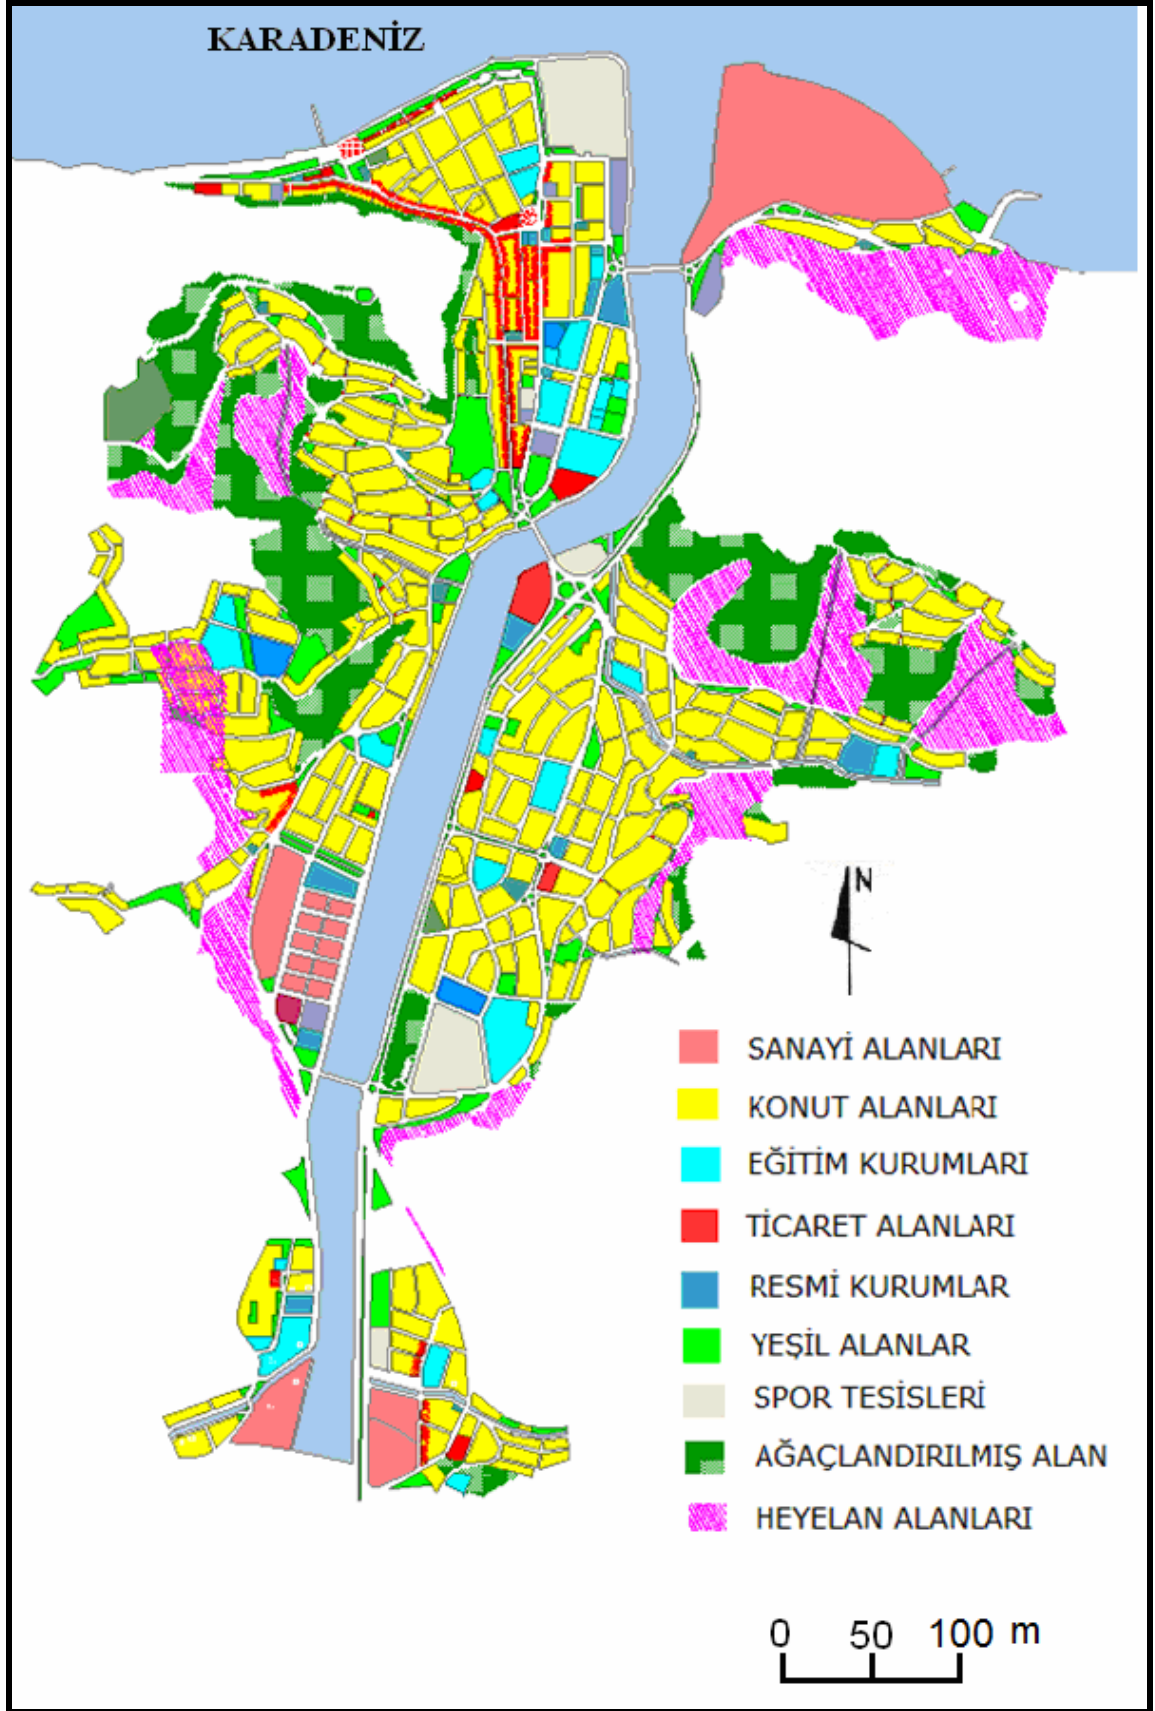 KARADENİZ
N
SANAYİ ALANLARI
KONUT ALANLARI
EĞİTİM KURUMLARI
TİCARET ALANLARI
RESMİ KURUMLAR
YEŞİL ALANLAR
SPOR TESİSLERİ
AĞAÇLANDIRILMIŞ ALAN
HEYELAN ALANLARI
0 50 100 m